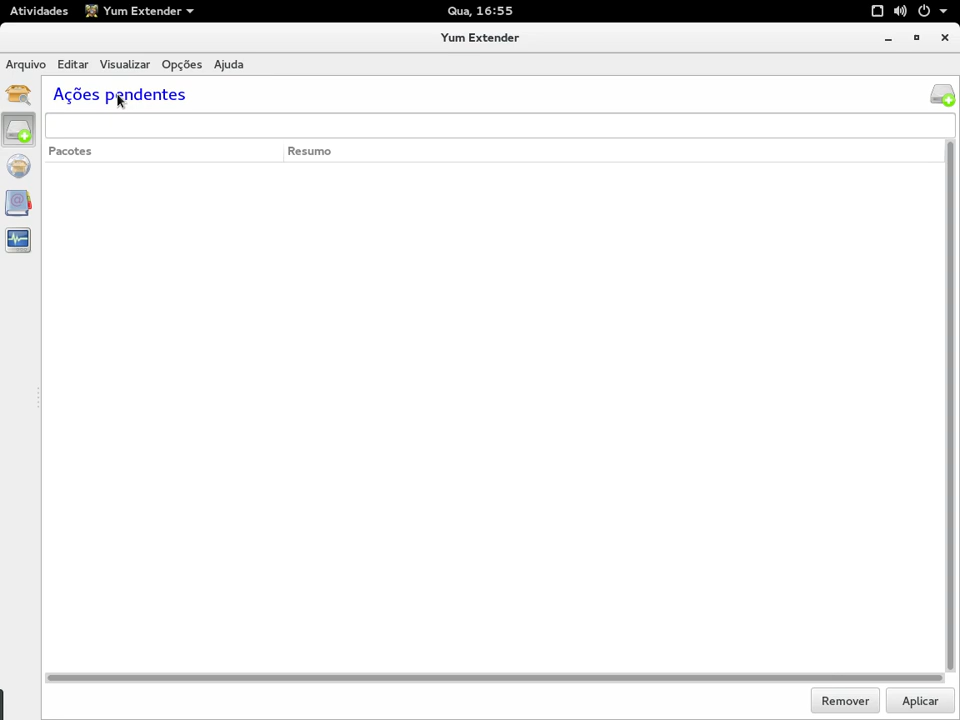 Atividades Yum Extender Qua, 16:55
Yum Extender
Arquivo Editar Visualizar Opções Ajuda
Ações pendentes
Pacotes Resumo
Remover Aplicar